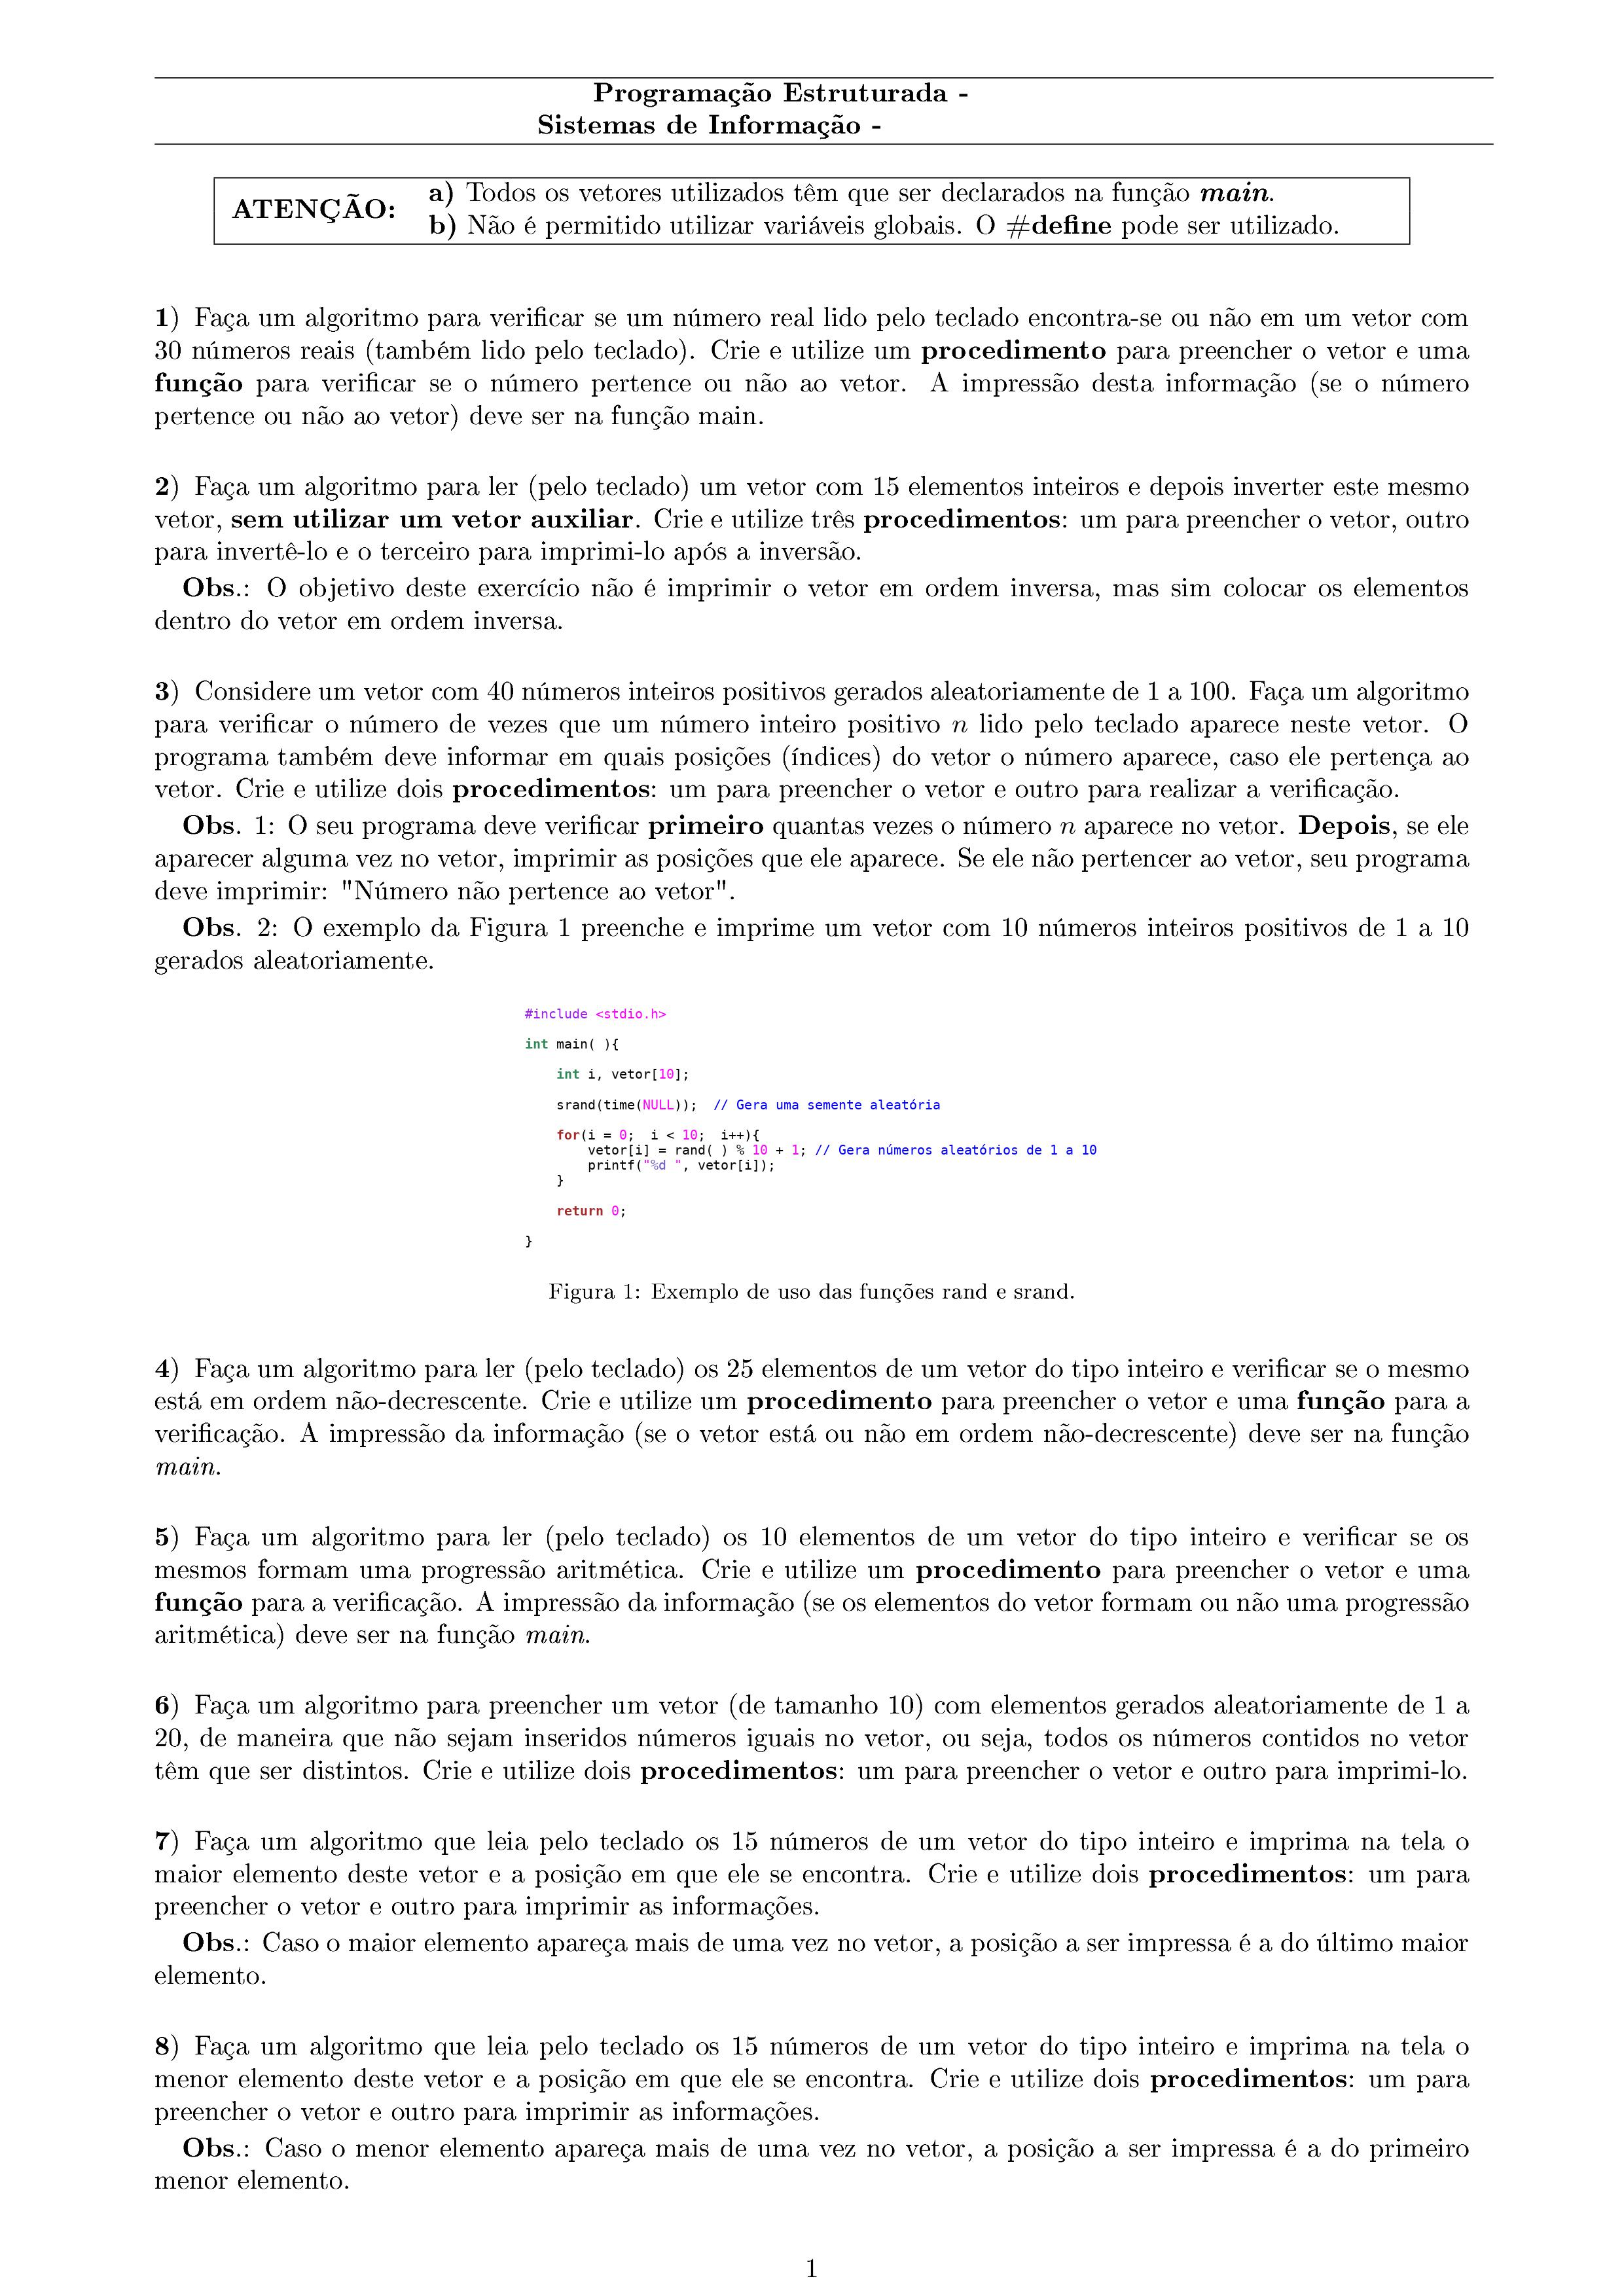 Programação Estruturada -
Sistemas de Informação -
ATENÇÃO:
a) Todos os vetores utilizados têm que ser declarados na função main.
b) Não é permitido utilizar variáveis globais. O #define pode ser utilizado.
1) Faça um algoritmo para verificar se um número real lido pelo teclado encontra-se ou não em um vetor com
30 números reais (também lido pelo teclado). Crie e utilize um procedimento para preencher o vetor e uma
função para verificar se o número pertence ou não ao vetor. A impressão desta informação (se o número
pertence ou não ao vetor) deve ser na função main.
2) Faça um algoritmo para ler (pelo teclado) um vetor com 15 elementos inteiros e depois inverter este mesmo
vetor, sem utilizar um vetor auxiliar. Crie e utilize três procedimentos: um para preencher o vetor, outro
para invertê-lo e o terceiro para imprimi-lo após a inversão.
Obs.: O objetivo deste exercício não é imprimir o vetor em ordem inversa, mas sim colocar os elementos
dentro do vetor em ordem inversa.
3) Considere um vetor com 40 números inteiros positivos gerados aleatoriamente de 1 a 100. Faça um algoritmo
para verificar o número de vezes que um número inteiro positivo n lido pelo teclado aparece neste vetor. O
programa também deve informar em quais posições (índices) do vetor o número aparece, caso ele pertença ao
vetor. Crie e utilize dois procedimentos: um para preencher o vetor e outro para realizar a verificação.
Obs. 1: O seu programa deve verificar primeiro quantas vezes o número n aparece no vetor. Depois, se ele
aparecer alguma vez no vetor, imprimir as posições que ele aparece. Se ele não pertencer ao vetor, seu programa
deve imprimir: "Número não pertence ao vetor".
Obs. 2: O exemplo da Figura 1 preenche e imprime um vetor com 10 números inteiros positivos de 1 a 10
gerados aleatoriamente.
#include <stdio.h>
int main( ){
int i, vetor[10];
srand(time(NULL));  // Gera uma semente aleatória
for(i = 0;  i < 10;  i++){
vetor[i] = rand( ) % 10 + 1; // Gera números aleatórios de 1 a 10
printf("%d ", vetor[i]);
}
return 0;
}
Figura 1: Exemplo de uso das funções rand e srand.
4) Faça um algoritmo para ler (pelo teclado) os 25 elementos de um vetor do tipo inteiro e verificar se o mesmo
está em ordem não-decrescente. Crie e utilize um procedimento para preencher o vetor e uma função para a
verificação. A impressão da informação (se o vetor está ou não em ordem não-decrescente) deve ser na função
main.
5) Faça um algoritmo para ler (pelo teclado) os 10 elementos de um vetor do tipo inteiro e verificar se os
mesmos formam uma progressão aritmética. Crie e utilize um procedimento para preencher o vetor e uma
função para a verificação. A impressão da informação (se os elementos do vetor formam ou não uma progressão
aritmética) deve ser na função main.
6) Faça um algoritmo para preencher um vetor (de tamanho 10) com elementos gerados aleatoriamente de 1 a
20, de maneira que não sejam inseridos números iguais no vetor, ou seja, todos os números contidos no vetor
têm que ser distintos. Crie e utilize dois procedimentos: um para preencher o vetor e outro para imprimi-lo.
7) Faça um algoritmo que leia pelo teclado os 15 números de um vetor do tipo inteiro e imprima na tela o
maior elemento deste vetor e a posição em que ele se encontra. Crie e utilize dois procedimentos: um para
preencher o vetor e outro para imprimir as informações.
Obs.: Caso o maior elemento apareça mais de uma vez no vetor, a posição a ser impressa é a do último maior
elemento.
8) Faça um algoritmo que leia pelo teclado os 15 números de um vetor do tipo inteiro e imprima na tela o
menor elemento deste vetor e a posição em que ele se encontra. Crie e utilize dois procedimentos: um para
preencher o vetor e outro para imprimir as informações.
Obs.: Caso o menor elemento apareça mais de uma vez no vetor, a posição a ser impressa é a do primeiro
menor elemento.
1